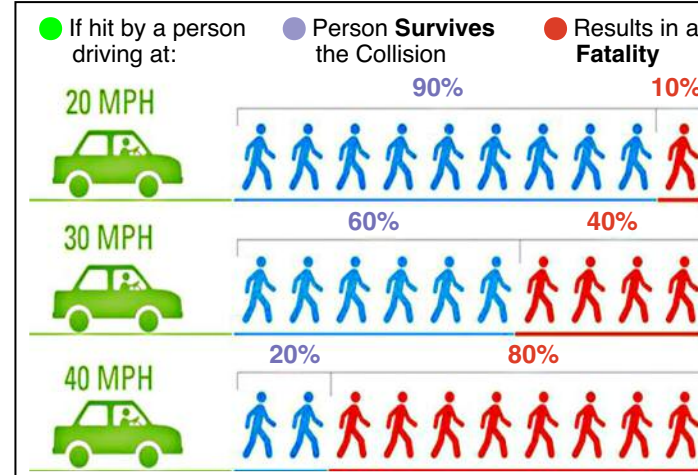 If hit by a person
driving at:
Person Survives
the Collision
Results in a
Fatality
20 MPH
90%
10%
30 MPH
60%
40%
40 MPH
20%
80%